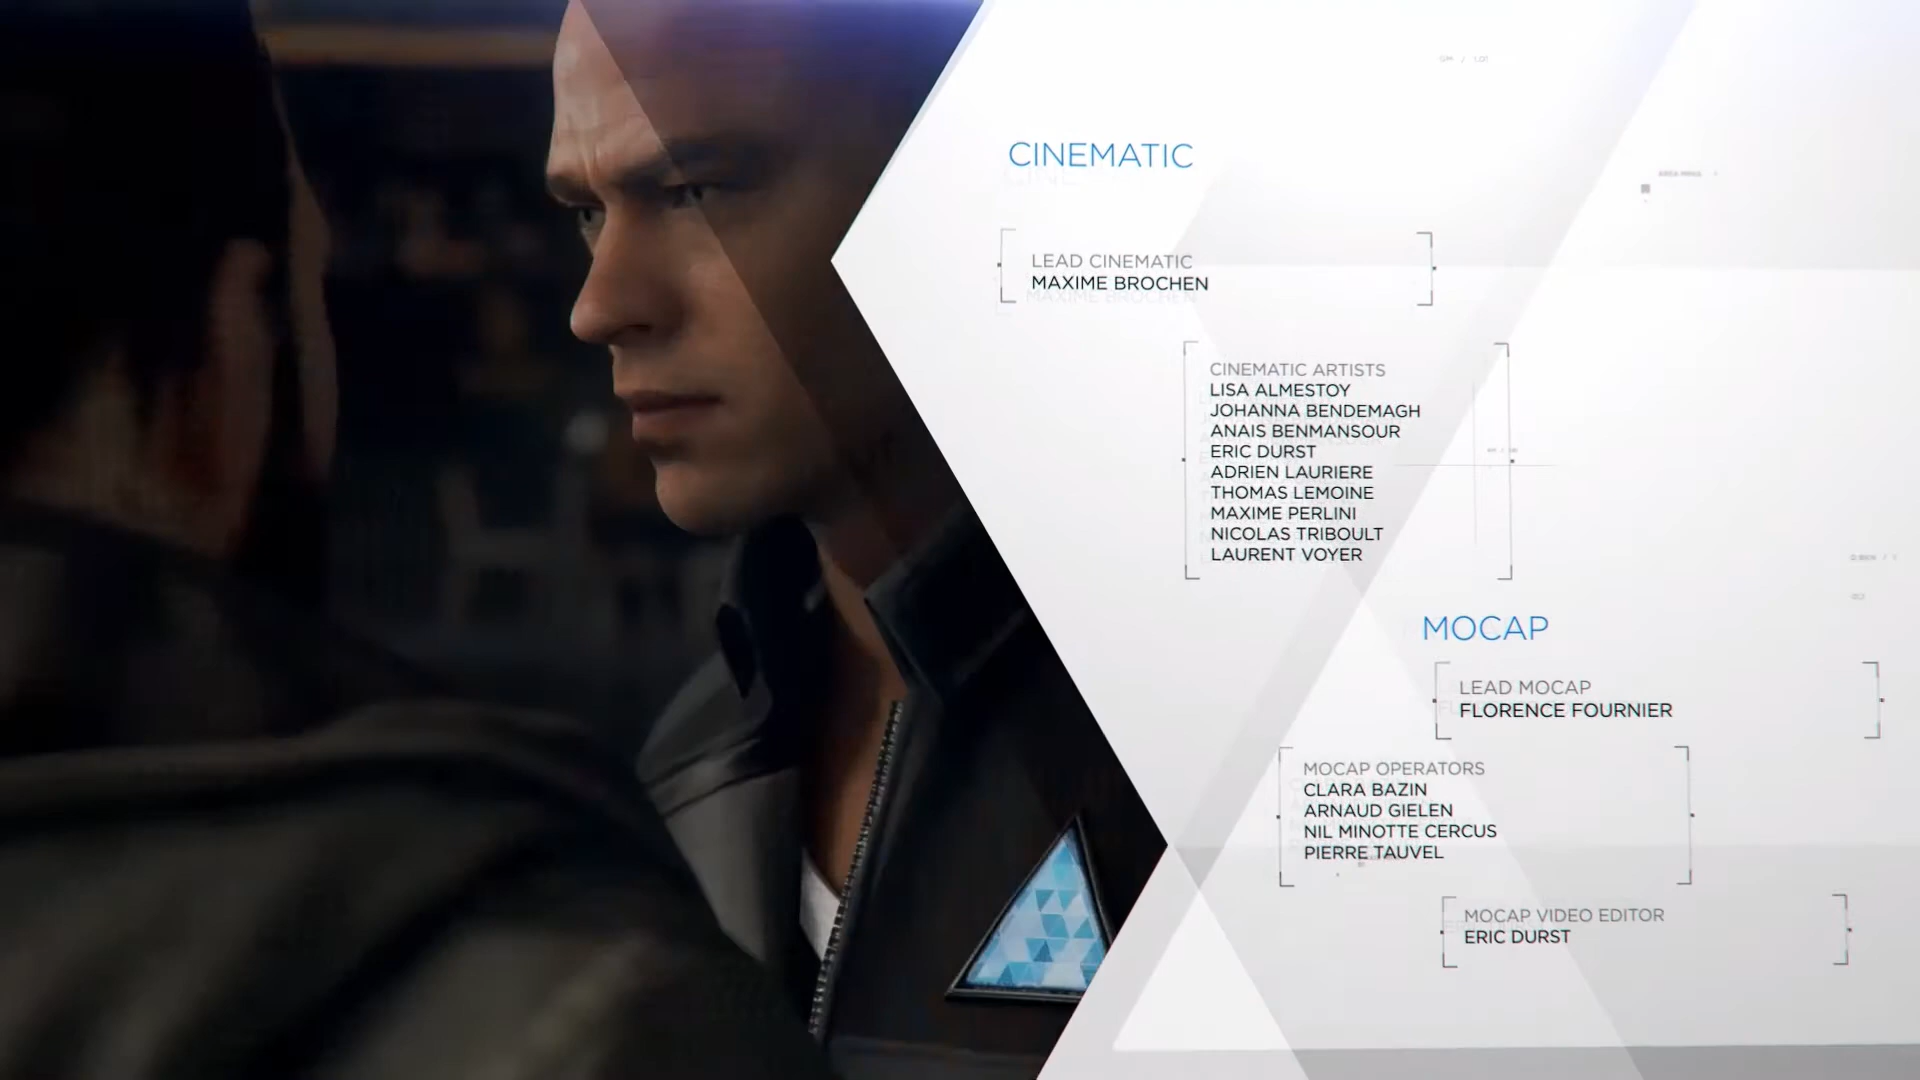 CINEMATIC
LEAD CINEMATIC
MAXIME BROCHEN
CINEMATIC ARTISTS
LISA ALMESTOY
JOHANNA BENDEMAGH
ANAIS BENMANSOUR
ERIC DURST
ADRIEN LAURIERE
THOMAS LEMOINE
MAXIME PERLINI
NICOLAS TRIBOULT
LAURENT VOYER
MOCAP
LEAD MOCAP
FLORENCE FOURNIER
MOCAP OPERATORS
CLARA BAZIN
ARNAUD GIELEN
NIL MINOTTE CERCUS
PIERRE TAUVEL
MOCAP VIDEO EDITOR
ERIC DURST